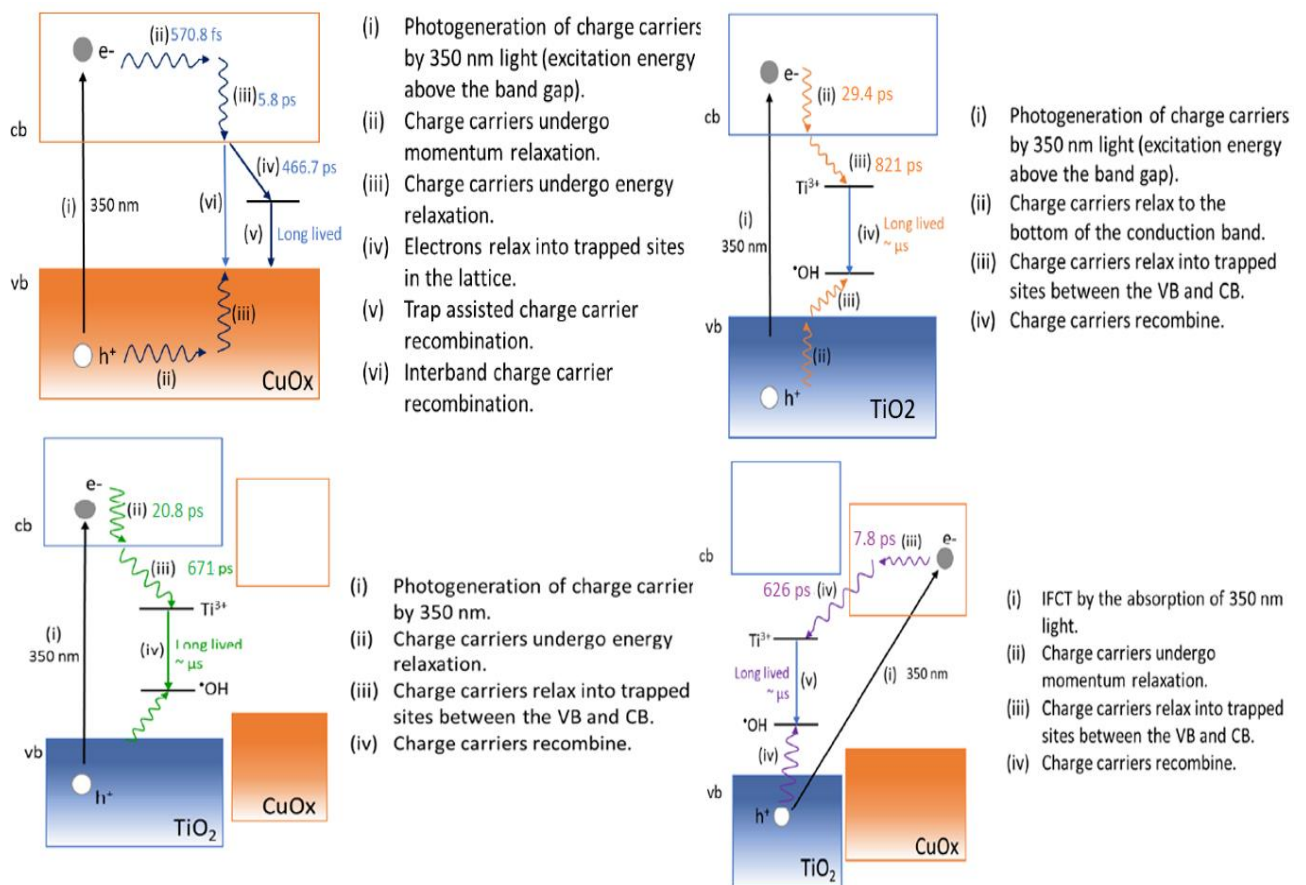 e-
(ii) 570.8 fs
(iii) 5.8 ps
cb
(iv) 466.7 ps
(i) 350 nm
(vi)
(v) Long lived
vb
(iii)
h⁺
(ii)
CuOx
(i) Photogeneration of charge carriers
by 350 nm light (excitation energy
above the band gap).
(ii) Charge carriers undergo
momentum relaxation.
(iii) Charge carriers undergo energy
relaxation.
(iv) Electrons relax into trapped sites
in the lattice.
(v) Trap assisted charge carrier
recombination.
(vi) Interband charge carrier
recombination.
e-
(ii) 29.4 ps
cb
(iii) 821 ps
Ti³⁺
(i)
350 nm
(iv) Long lived
~ μs
•OH
(iii)
vb
(ii)
h⁺
TiO2
(i) Photogeneration of charge carriers
by 350 nm light (excitation energy
above the band gap).
(ii) Charge carriers relax to the
bottom of the conduction band.
(iii) Charge carriers relax into trapped
sites between the VB and CB.
(iv) Charge carriers recombine.
e-
(ii) 20.8 ps
cb
(iii) 671 ps
Ti³⁺
(i)
350 nm
(iv) Long lived
~ μs
•OH
vb
h⁺
TiO₂
CuOx
(i) Photogeneration of charge carrier
by 350 nm.
(ii) Charge carriers undergo energy
relaxation.
(iii) Charge carriers relax into trapped
sites between the VB and CB.
(iv) Charge carriers recombine.
cb
7.8 ps (iii)
e-
626 ps (iv)
Ti³⁺
Long lived
~ μs
(v)
(i) 350 nm
•OH
(iv)
vb
h⁺
TiO₂
CuOx
(i) IFCT by the absorption of 350 nm
light.
(ii) Charge carriers undergo
momentum relaxation.
(iii) Charge carriers relax into trapped
sites between the VB and CB.
(iv) Charge carriers recombine.